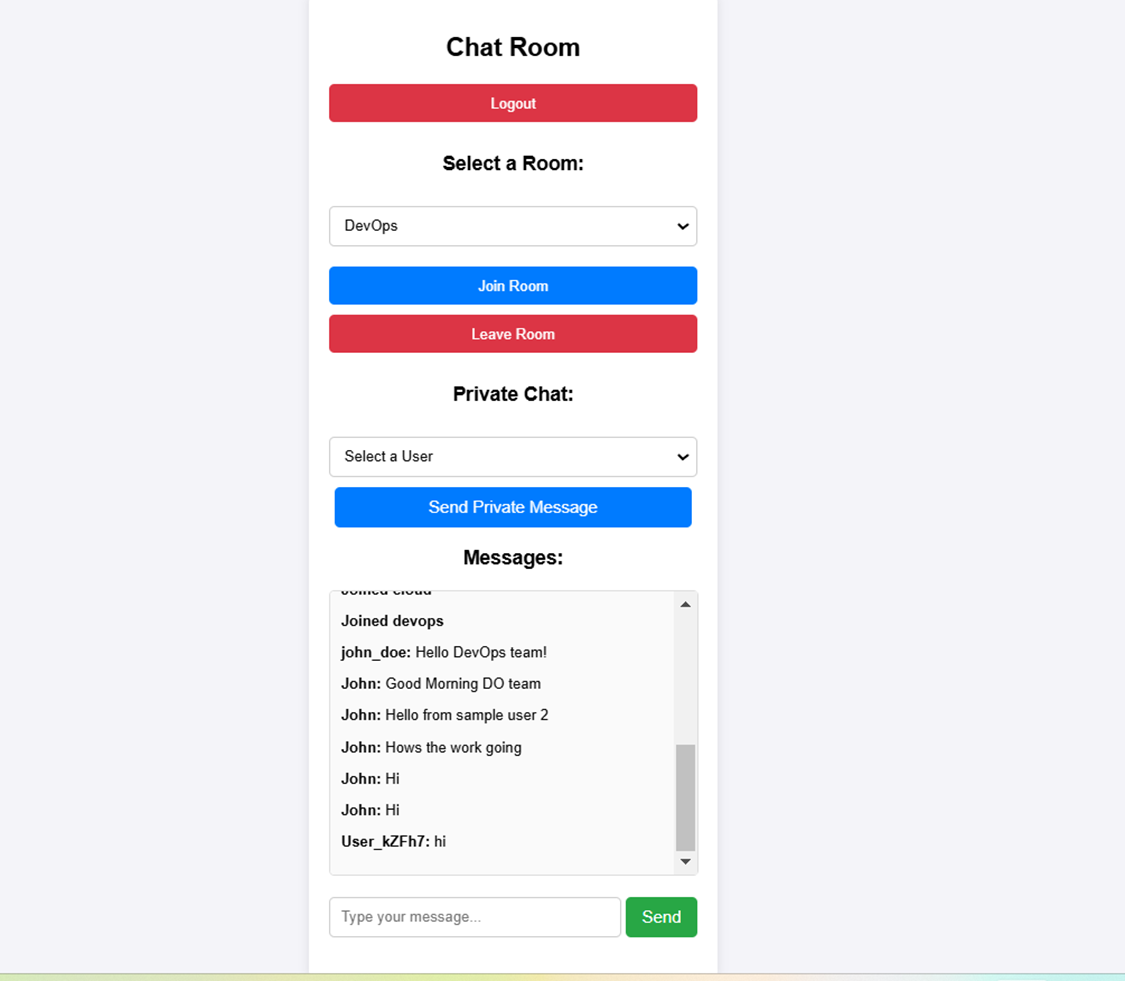 Chat Room
Logout
Select a Room:
DevOps
Join Room
Leave Room
Private Chat:
Select a User
Send Private Message
Messages:
Joined cloud
Joined devops
john_doe: Hello DevOps team!
John: Good Morning DO team
John: Hello from sample user 2
John: Hows the work going
John: Hi
John: Hi
User_kZFh7: hi
Type your message... Send